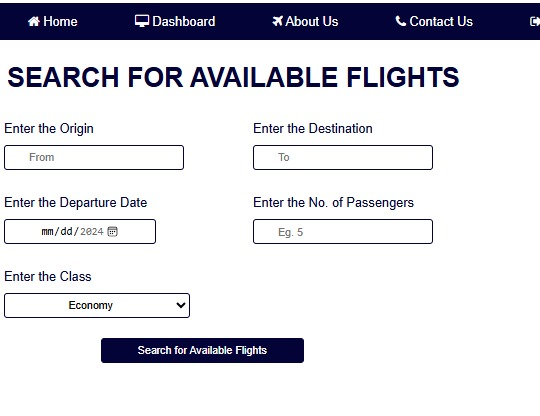 Home Dashboard About Us Contact Us
SEARCH FOR AVAILABLE FLIGHTS
Enter the Origin Enter the Destination
From To
Enter the Departure Date Enter the No. of Passengers
mm/dd/2024 Eg. 5
Enter the Class
Economy
Search for Available Flights